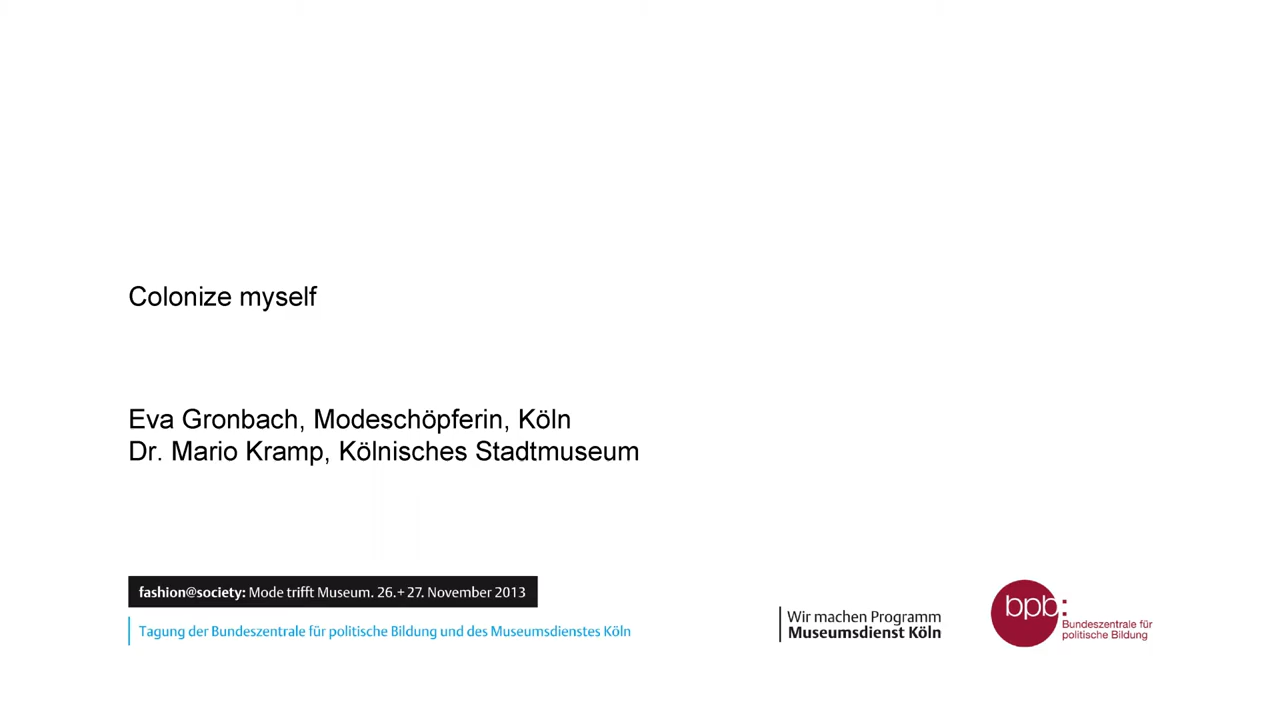 Colonize myself
Eva Gronbach, Modeschöpferin, Köln
Dr. Mario Kramp, Kölnisches Stadtmuseum
fashion@society: Mode trifft Museum. 26.+27. November 2013
Tagung der Bundeszentrale für politische Bildung und des Museumsdienstes Köln
Wir machen Programm
Museumsdienst Köln
bpb:
Bundeszentrale für
politische Bildung